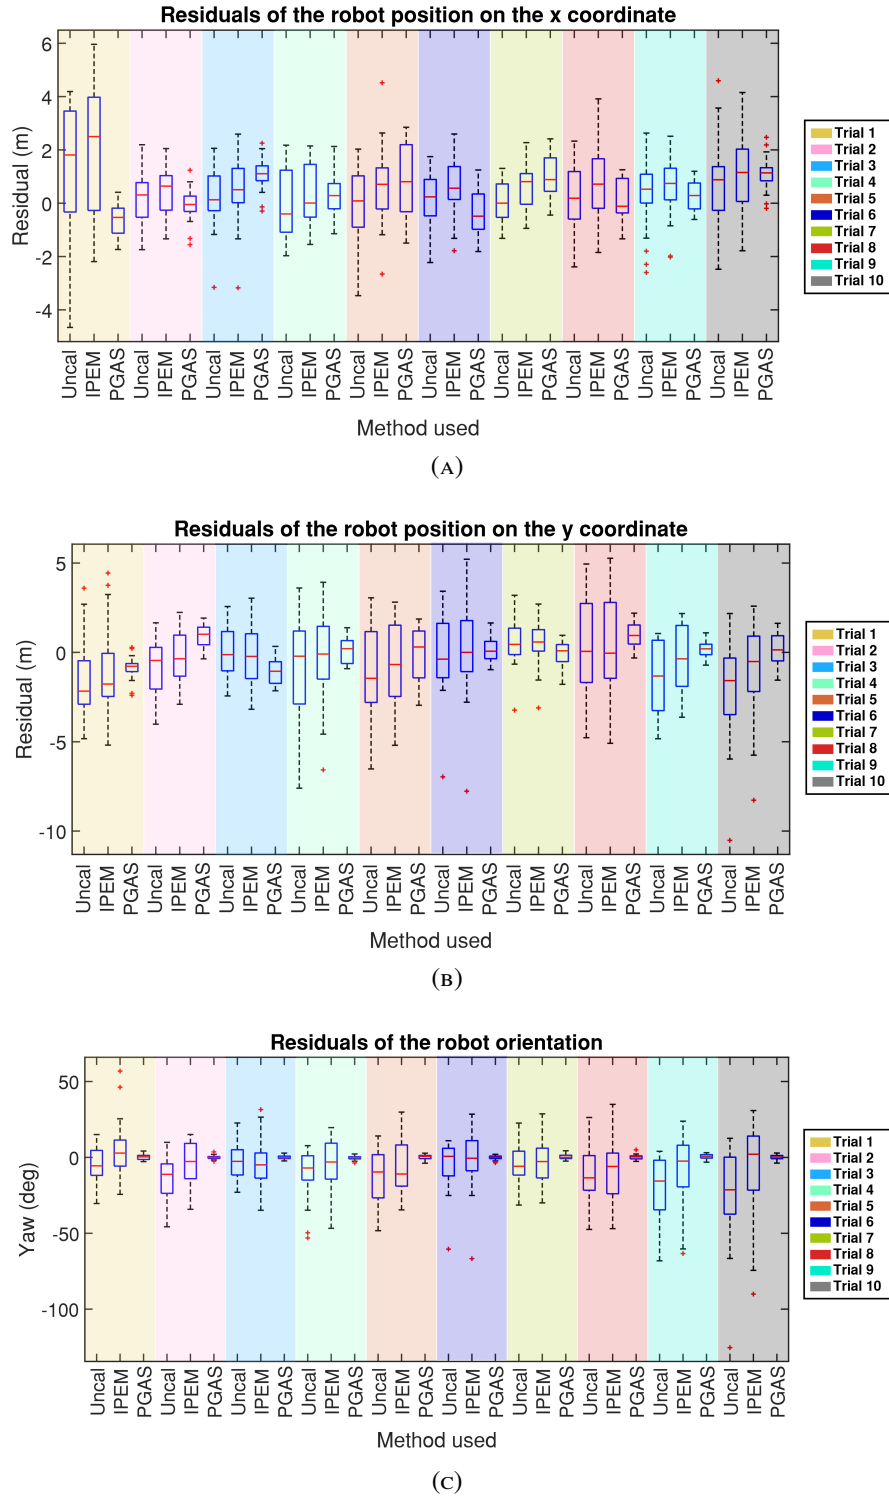 Residuals of the robot position on the x coordinate
Residual (m)
6
4
2
0
-2
-4
Uncal IPEM PGAS Uncal IPEM PGAS Uncal IPEM PGAS Uncal IPEM PGAS Uncal IPEM PGAS Uncal IPEM PGAS Uncal IPEM PGAS Uncal IPEM PGAS Uncal IPEM PGAS Uncal IPEM PGAS
Method used
Trial 1
Trial 2
Trial 3
Trial 4
Trial 5
Trial 6
Trial 7
Trial 8
Trial 9
Trial 10
(A)
Residuals of the robot position on the y coordinate
Residual (m)
5
0
-5
-10
Uncal IPEM PGAS Uncal IPEM PGAS Uncal IPEM PGAS Uncal IPEM PGAS Uncal IPEM PGAS Uncal IPEM PGAS Uncal IPEM PGAS Uncal IPEM PGAS Uncal IPEM PGAS Uncal IPEM PGAS
Method used
Trial 1
Trial 2
Trial 3
Trial 4
Trial 5
Trial 6
Trial 7
Trial 8
Trial 9
Trial 10
(B)
Residuals of the robot orientation
Yaw (deg)
50
0
-50
-100
Uncal IPEM PGAS Uncal IPEM PGAS Uncal IPEM PGAS Uncal IPEM PGAS Uncal IPEM PGAS Uncal IPEM PGAS Uncal IPEM PGAS Uncal IPEM PGAS Uncal IPEM PGAS Uncal IPEM PGAS
Method used
Trial 1
Trial 2
Trial 3
Trial 4
Trial 5
Trial 6
Trial 7
Trial 8
Trial 9
Trial 10
(C)